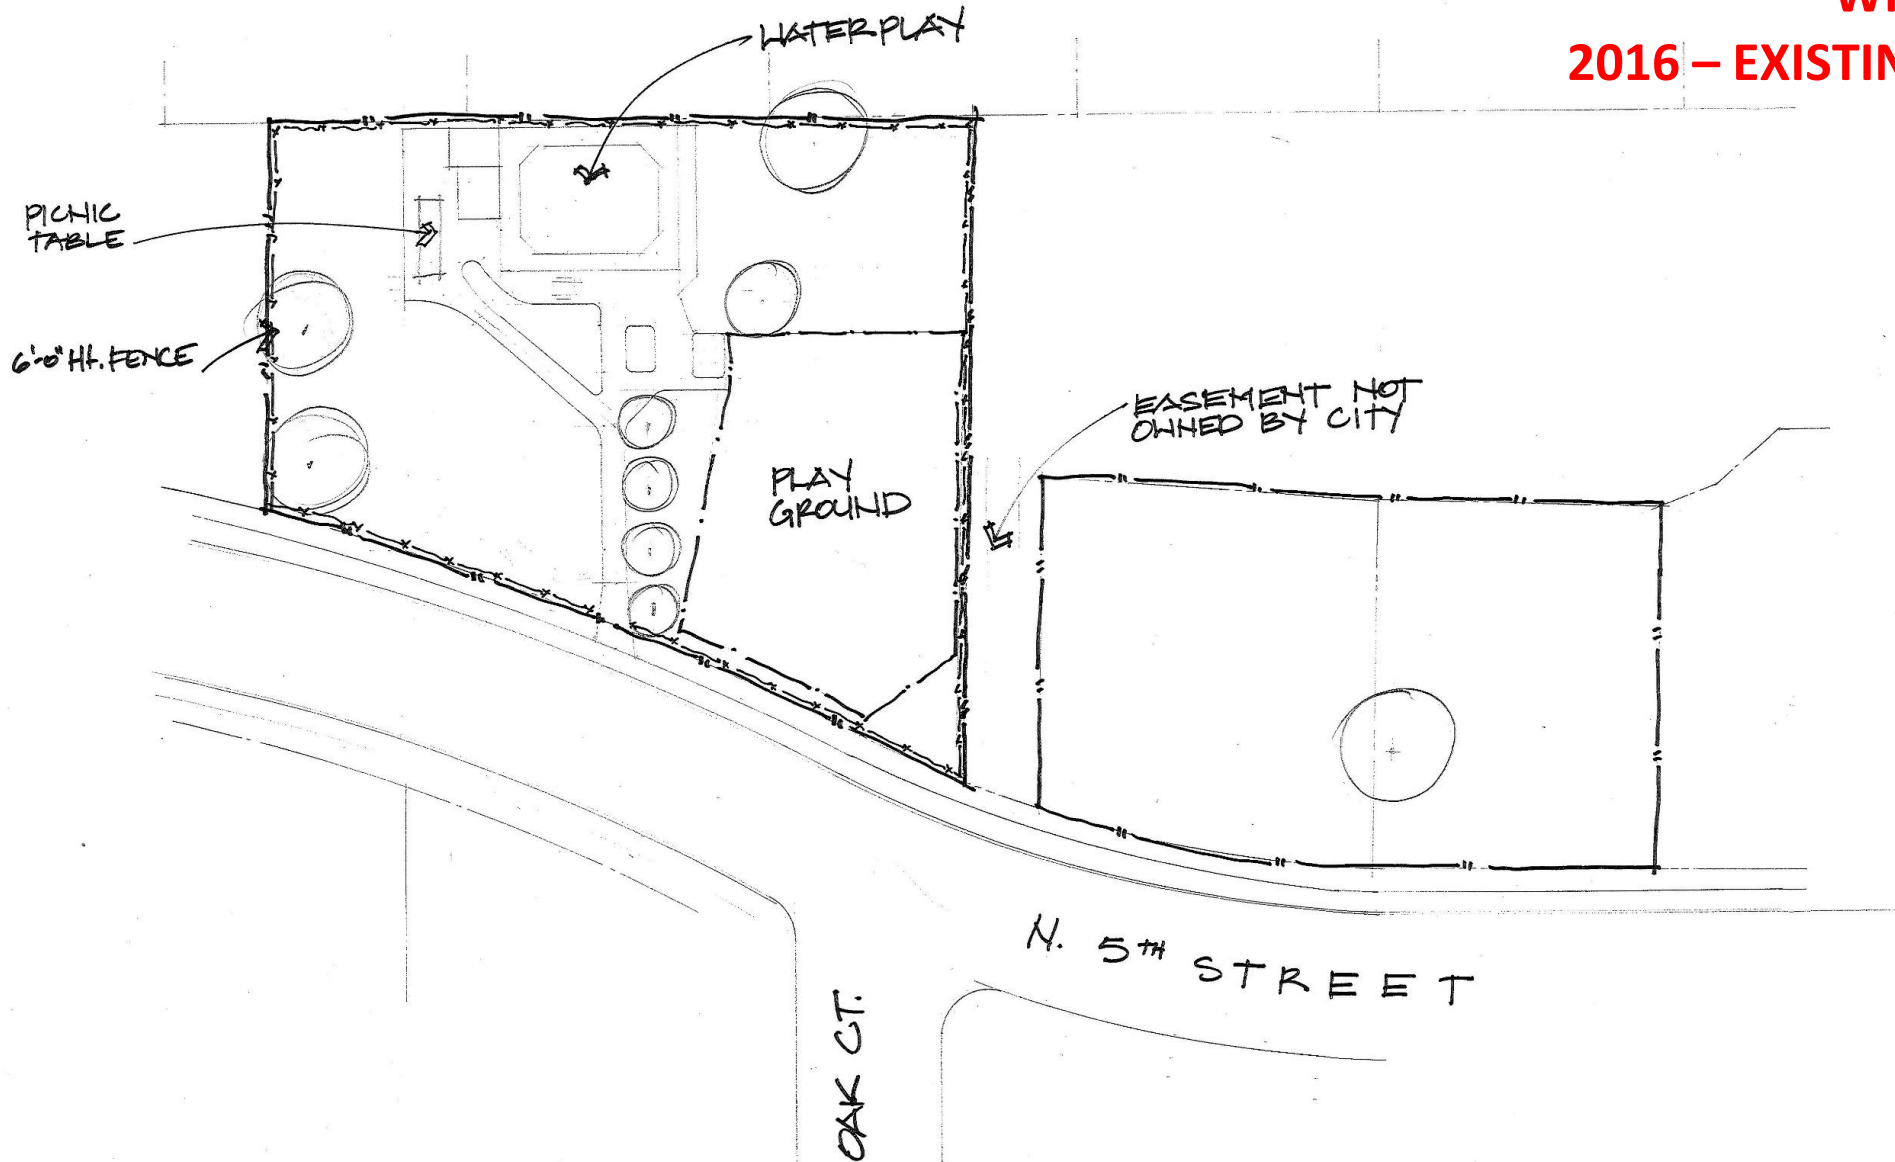 2016 – EXISTIN
WATERPLAY
PICNIC
TABLE
6'-0" HT. FENCE
EASEMENT NOT
OWNED BY CITY
PLAY
GROUND
N. 5TH STREET
OAK CT.